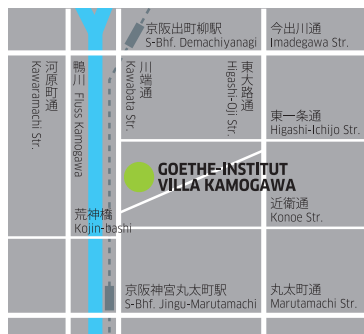 京阪出町柳駅
S-Bhf. Demachiyanagi
今出川通
Imadegawa Str.
河原町通
Kawaramachi Str.
鴨川 Fluss Kamogawa
川端通
Kawabata Str.
東大路通
Higashi-Oji Str.
東一条通
Higashi-Ichijo Str.
GOETHE-INSTITUT
VILLA KAMOGAWA
荒神橋
Kojin-bashi
近衛通
Konoe Str.
京阪神宮丸太町駅
S-Bhf. Jingu-Marutamachi
丸太町通
Marutamachi Str.